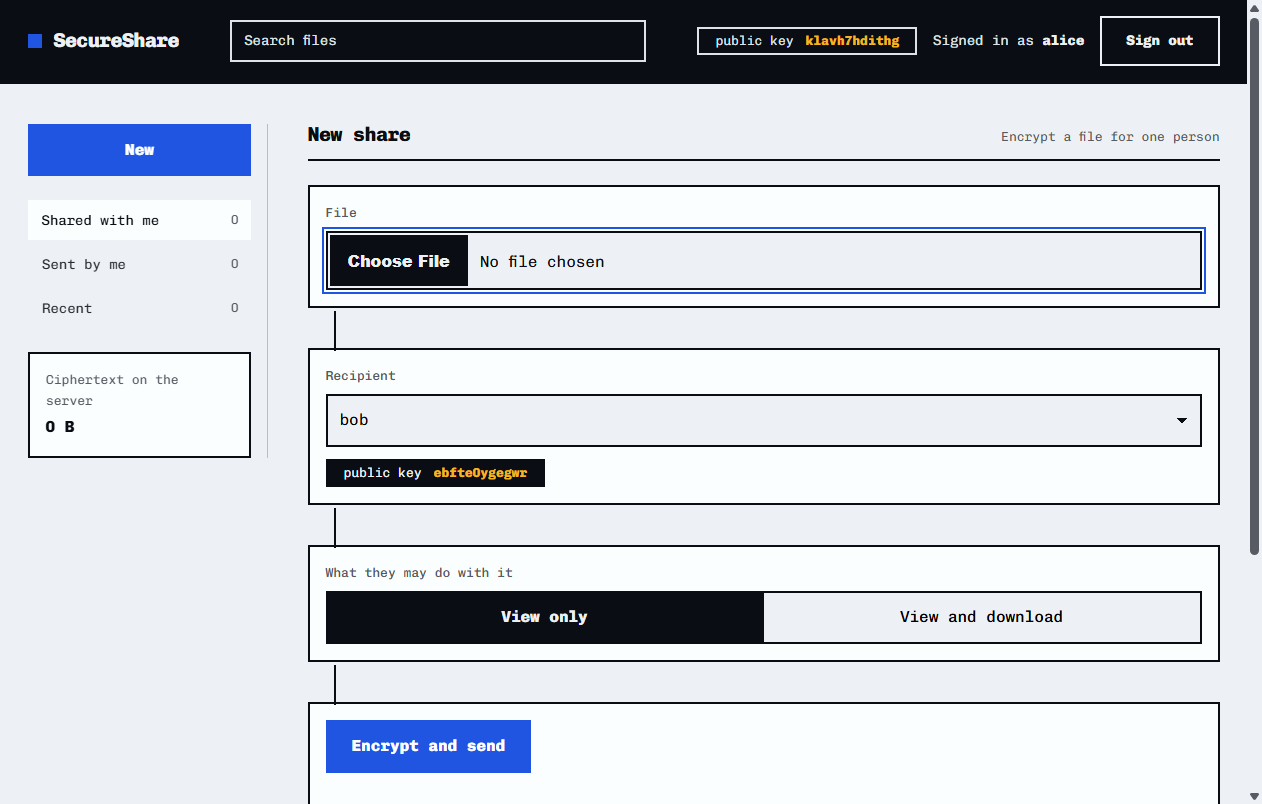 SecureShare
Search files
public key klavh7hdithg
Signed in as alice
Sign out
New
Shared with me 0
Sent by me 0
Recent 0
Ciphertext on the
server
0 B
New share
Encrypt a file for one person
File
Choose File No file chosen
Recipient
bob
public key ebfte0ygegwr
What they may do with it
View only
View and download
Encrypt and send